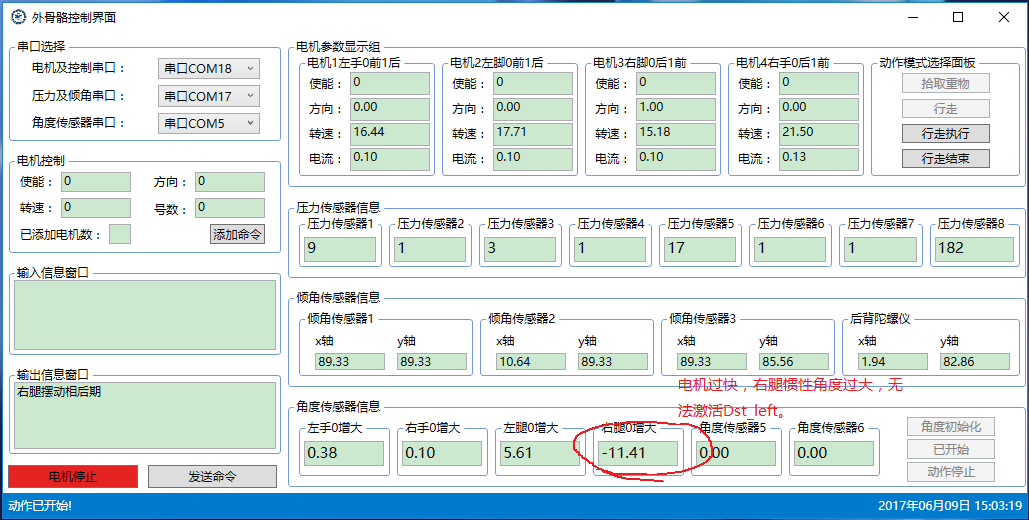 外骨骼控制界面
串口选择
电机及控制串口： 串口COM18
压力及倾角串口： 串口COM17
角度传感器串口： 串口COM5
电机控制
使能： 0 方向： 0
转速： 0 号数： 0
已添加电机数： 添加命令
输入信息窗口
输出信息窗口
右腿摆动相后期
电机停止 发送命令
电机参数显示组
电机1左手0前1后 电机2左脚0前1后 电机3右脚0后1前 电机4右手0后1前 动作模式选择面板
使能： 0 使能： 0 使能： 0 使能： 0 拾取重物
方向： 0.00 方向： 0.00 方向： 1.00 方向： 0.00 行走
转速： 16.44 转速： 17.71 转速： 15.18 转速： 21.50 行走执行
电流： 0.10 电流： 0.10 电流： 0.10 电流： 0.13 行走结束
压力传感器信息
压力传感器1 压力传感器2 压力传感器3 压力传感器4 压力传感器5 压力传感器6 压力传感器7 压力传感器8
9 1 3 1 17 1 1 182
倾角传感器信息
倾角传感器1 倾角传感器2 倾角传感器3 后背陀螺仪
x轴 y轴 x轴 y轴 x轴 y轴 x轴 y轴
89.33 89.33 10.64 89.33 89.33 85.56 1.94 82.86
电机过快，右腿惯性角度过大，无
法激活Dst_left。
角度传感器信息
左手0增大 右手0增大 左腿0增大 右腿0增大 角度传感器5 角度传感器6 角度初始化
0.38 0.10 5.61 -11.41 0.00 0.00 已开始
动作停止
动作已开始! 2017年06月09日 15:03:19